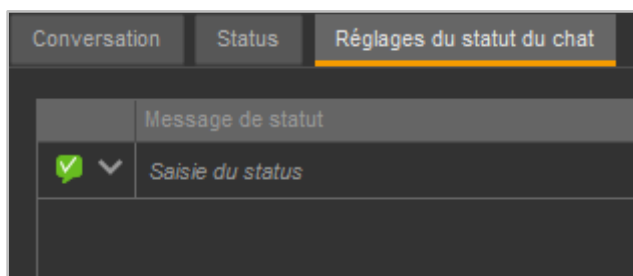 Conversation Status Réglages du statut du chat
Message de statut
Saisie du status